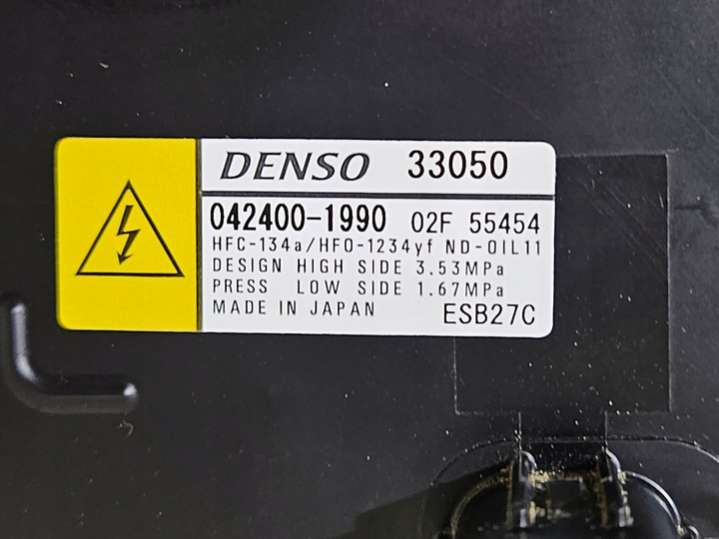 DENSO 33050
042400-1990 02F 55454
HFC-134a/HFO-1234yf ND-OIL11
DESIGN HIGH SIDE 3.53MPa
PRESS LOW SIDE 1.67MPa
MADE IN JAPAN ESB27C